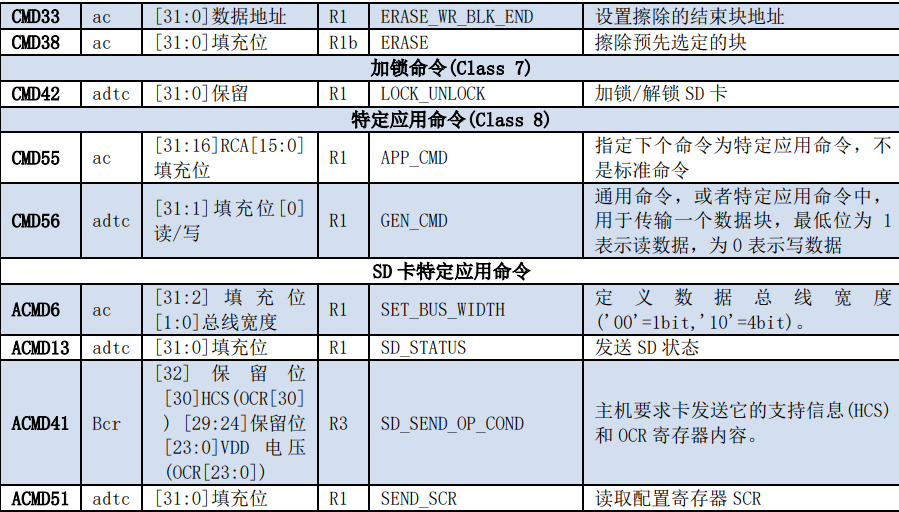 CMD33 ac [31:0]数据地址 R1 ERASE_WR_BLK_END 设置擦除的结束块地址
CMD38 ac [31:0]填充位 R1b ERASE 擦除预先选定的块
加锁命令(Class 7)
CMD42 adtc [31:0]保留 R1 LOCK_UNLOCK 加锁/解锁 SD 卡
特定应用命令(Class 8)
CMD55 ac [31:16]RCA[15:0]
填充位 R1 APP_CMD 指定下个命令为特定应用命令，不
是标准命令
CMD56 adtc [31:1]填充位[0]
读/写 R1 GEN_CMD 通用命令，或者特定应用命令中，
用于传输一个数据块，最低位为 1
表示读数据，为 0 表示写数据
SD 卡特定应用命令
ACMD6 ac [31:2] 填充位
[1:0]总线宽度 R1 SET_BUS_WIDTH 定义数据总线宽度
('00'=1bit,'10'=4bit)。
ACMD13 adtc [31:0]填充位 R1 SD_STATUS 发送 SD 状态
ACMD41 Bcr [32] 保留位
[30]HCS(OCR[30]
) [29:24]保留位
[23:0]VDD 电压
(OCR[23:0]) R3 SD_SEND_OP_COND 主机要求卡发送它的支持信息(HCS)
和 OCR 寄存器内容。
ACMD51 adtc [31:0]填充位 R1 SEND_SCR 读取配置寄存器 SCR